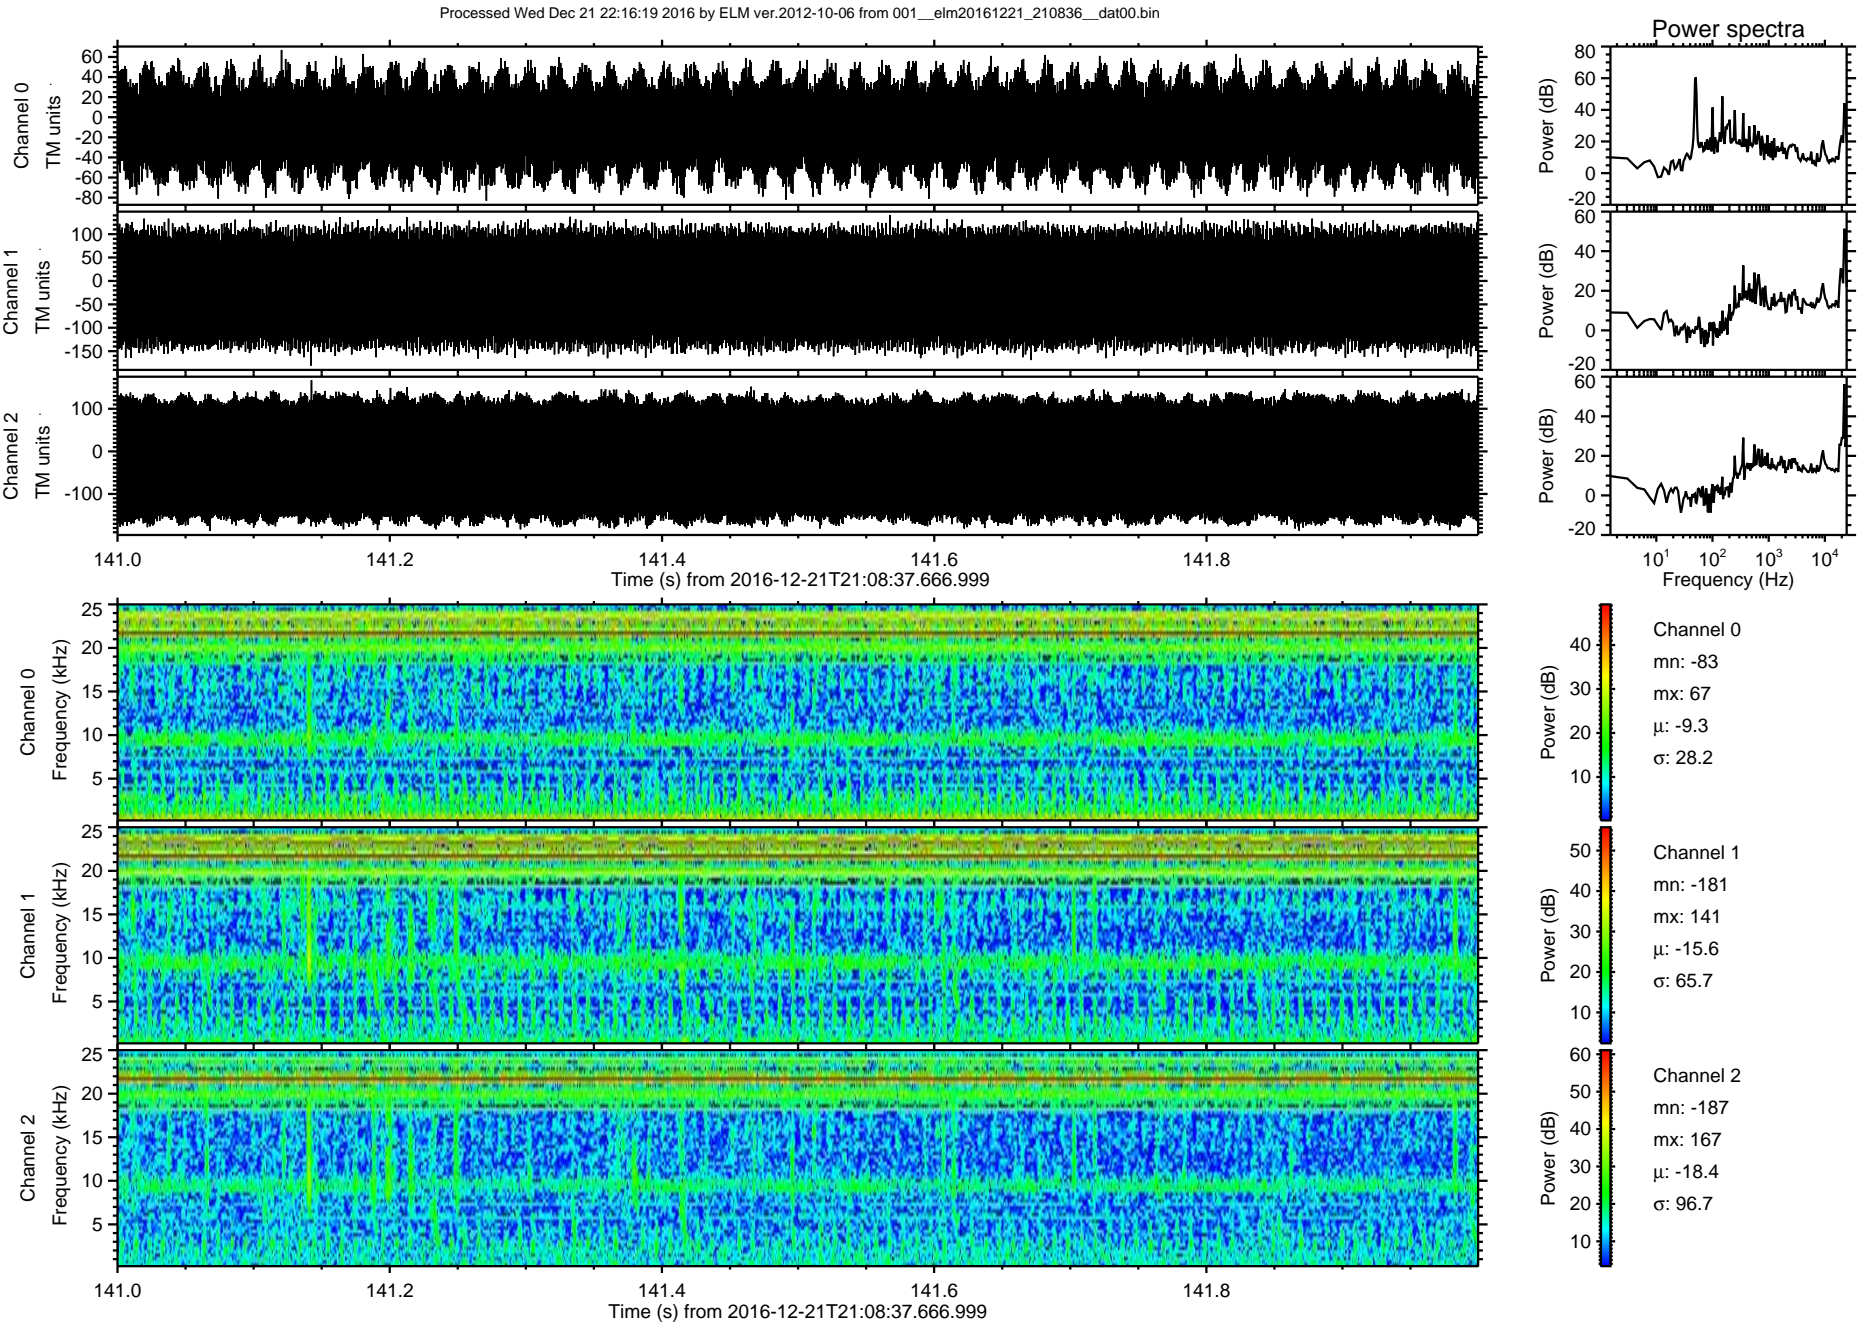 Processed Wed Dec 21 22:16:19 2016 by ELM ver.2012-10-06 from 001__elm20161221_210836__dat00.bin
Power spectra
Channel 0
TM units
60
40
20
0
-20
-40
-60
-80
Power (dB)
80
60
40
20
0
-20
Channel 1
TM units
100
50
0
-50
-100
-150
Power (dB)
60
40
20
0
-20
Channel 2
TM units
100
0
-100
Power (dB)
60
40
20
0
-20
141.0 141.2 141.4 141.6 141.8
Time (s) from 2016-12-21T21:08:37.666.999
10¹ 10² 10³ 10⁴
Frequency (Hz)
Channel 0
Frequency (kHz)
25
20
15
10
5
Power (dB)
40
30
20
10
Channel 0
mn: -83
mx: 67
µ: -9.3
σ: 28.2
Channel 1
Frequency (kHz)
25
20
15
10
5
Power (dB)
50
40
30
20
10
Channel 1
mn: -181
mx: 141
µ: -15.6
σ: 65.7
Channel 2
Frequency (kHz)
25
20
15
10
5
Power (dB)
60
50
40
30
20
10
Channel 2
mn: -187
mx: 167
µ: -18.4
σ: 96.7
141.0 141.2 141.4 141.6 141.8
Time (s) from 2016-12-21T21:08:37.666.999